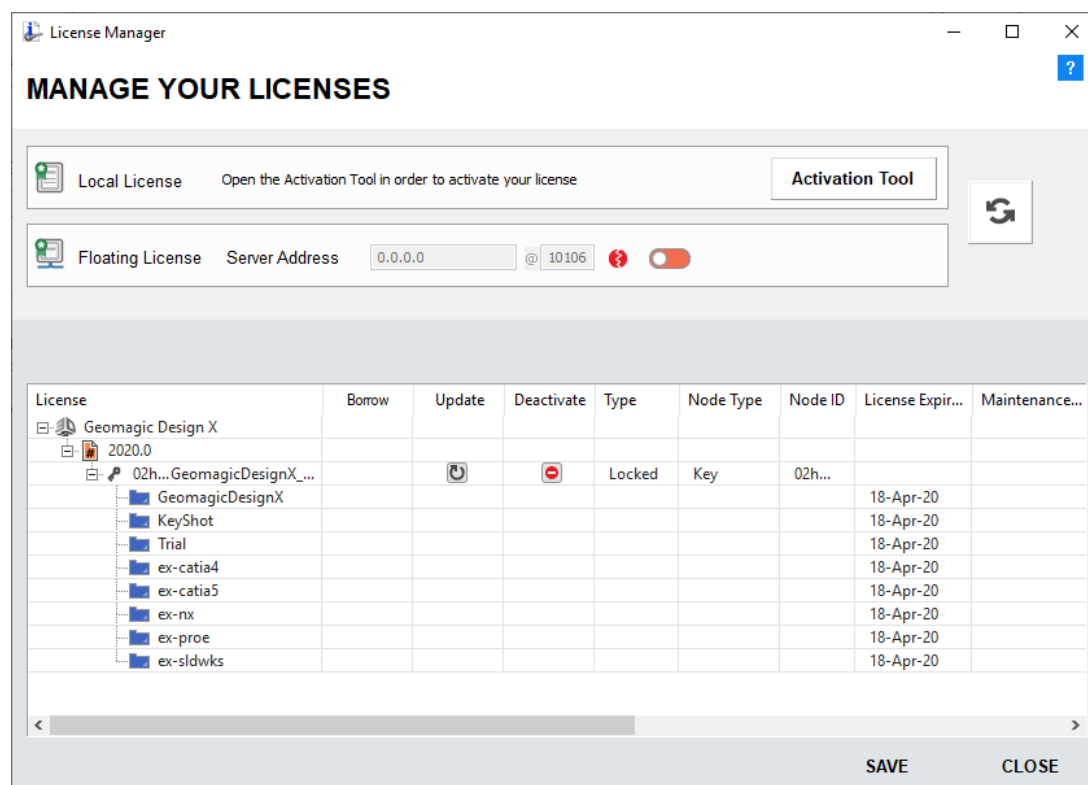 License Manager
?
MANAGE YOUR LICENSES
Local License Open the Activation Tool in order to activate your license Activation Tool
Floating License Server Address 0.0.0.0 @ 10106
License Borrow Update Deactivate Type Node Type Node ID License Expir... Maintenance...
Geomagic Design X
# 2020.0
02h...GeomagicDesignX_... Locked Key 02h...
GeomagicDesignX 18-Apr-20
KeyShot 18-Apr-20
Trial 18-Apr-20
ex-catia4 18-Apr-20
ex-catia5 18-Apr-20
ex-nx 18-Apr-20
ex-proe 18-Apr-20
ex-sldwks 18-Apr-20
SAVE CLOSE